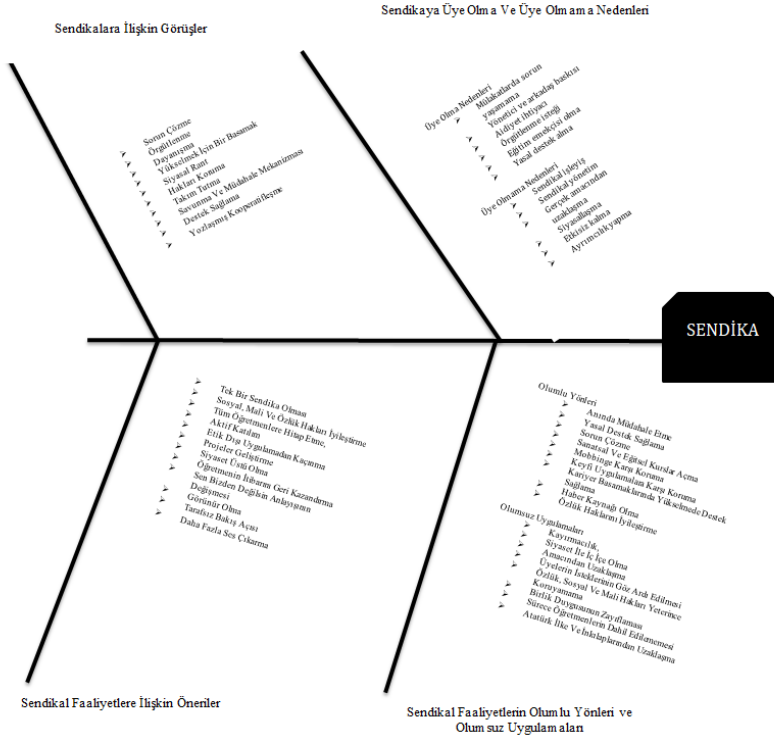 Sendikalara İlişkin Görüşler
Sendikaya Üye Olma Ve Üye Olmama Nedenleri
Sorun Çözme
Örgütlenme
Dayanışma
Yükselmek İçin Bir Basamak
Siyasal Rant
Hakları Koruma
Takım Tutma
Savunma Ve Müdahale Mekanizması
Destek Sağlama
Yozlaşmış Kooperatifleşme
Üye Olma Nedenleri
Mülakatlarda sorun
yaşamama
Yönetici ve arkadaş baskısı
Aidiyet ihtiyacı
Örgütlenme isteği
Eğitim emekçisi olma
Yasal destek alma
Üye Olmama Nedenleri
Sendikal işleyiş
Sendikal yönetim
Gerçek amacından
uzaklaşma
Siyasallaşma
Etkisiz kalma
Ayrımcılık yapma
SENDİKA
Tek Bir Sendika Olması
Sosyal, Mali Ve Özlük Hakları İyileştirme
Tüm Öğretmenlere Hitap Etme,
Aktif Katılım
Etik Dışı Uygulamadan Kaçınma
Projeler Geliştirme
Siyaset Üstü Olma
Öğretmenin İtibarını Geri Kazandırma
Sen Bizden Değilsin Anlayışının
Değişmesi
Görünür Olma
Tarafsız Bakış Açısı
Daha Fazla Ses Çıkarma
Olumlu Yönleri
Anında Müdahale Etme
Yasal Destek Sağlama
Sorun Çözme
Sanatsal Ve Eğitsel Kurslar Açma
Mobbinge Karşı Koruma
Keyfi Uygulamaları Karşı Koruma
Kariyer Basamaklarında Yükselmede Destek
Sağlama
Haber Kaynağı Olma
Özlük Haklarını İyileştirme
Olumsuz Uygulamaları
Kayırmacılık,
Siyaset İle İç İçe Olma
Amacından Uzaklaşma
Üyelerin İsteklerinin Göz Ardı Edilmesi
Özlük, Sosyal Ve Mali Hakları Yeterince
Koruyamama
Birlik Duygusunun Zayıflaması
Sürece Öğretmenlerin Dahil Edilememesi
Atatürk İlke Ve İnkılaplarından Uzaklaşma
Sendikal Faaliyetlere İlişkin Öneriler
Sendikal Faaliyetlerin Olumlu Yönleri ve
Olumsuz Uygulamaları